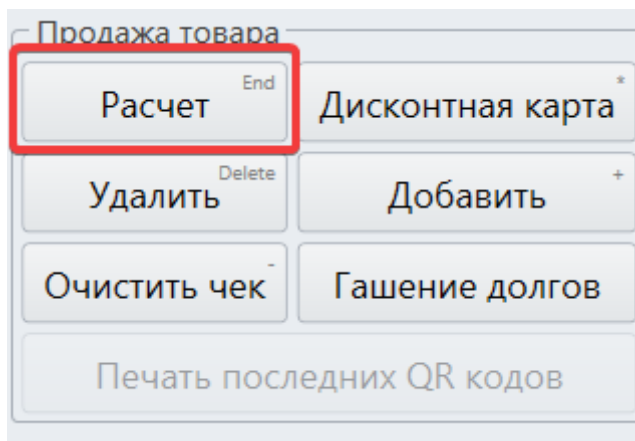 Продажа товара
Расчет End
Дисконтная карта *
Удалить Delete
Добавить +
Очистить чек -
Гашение долгов
Печать последних QR кодов